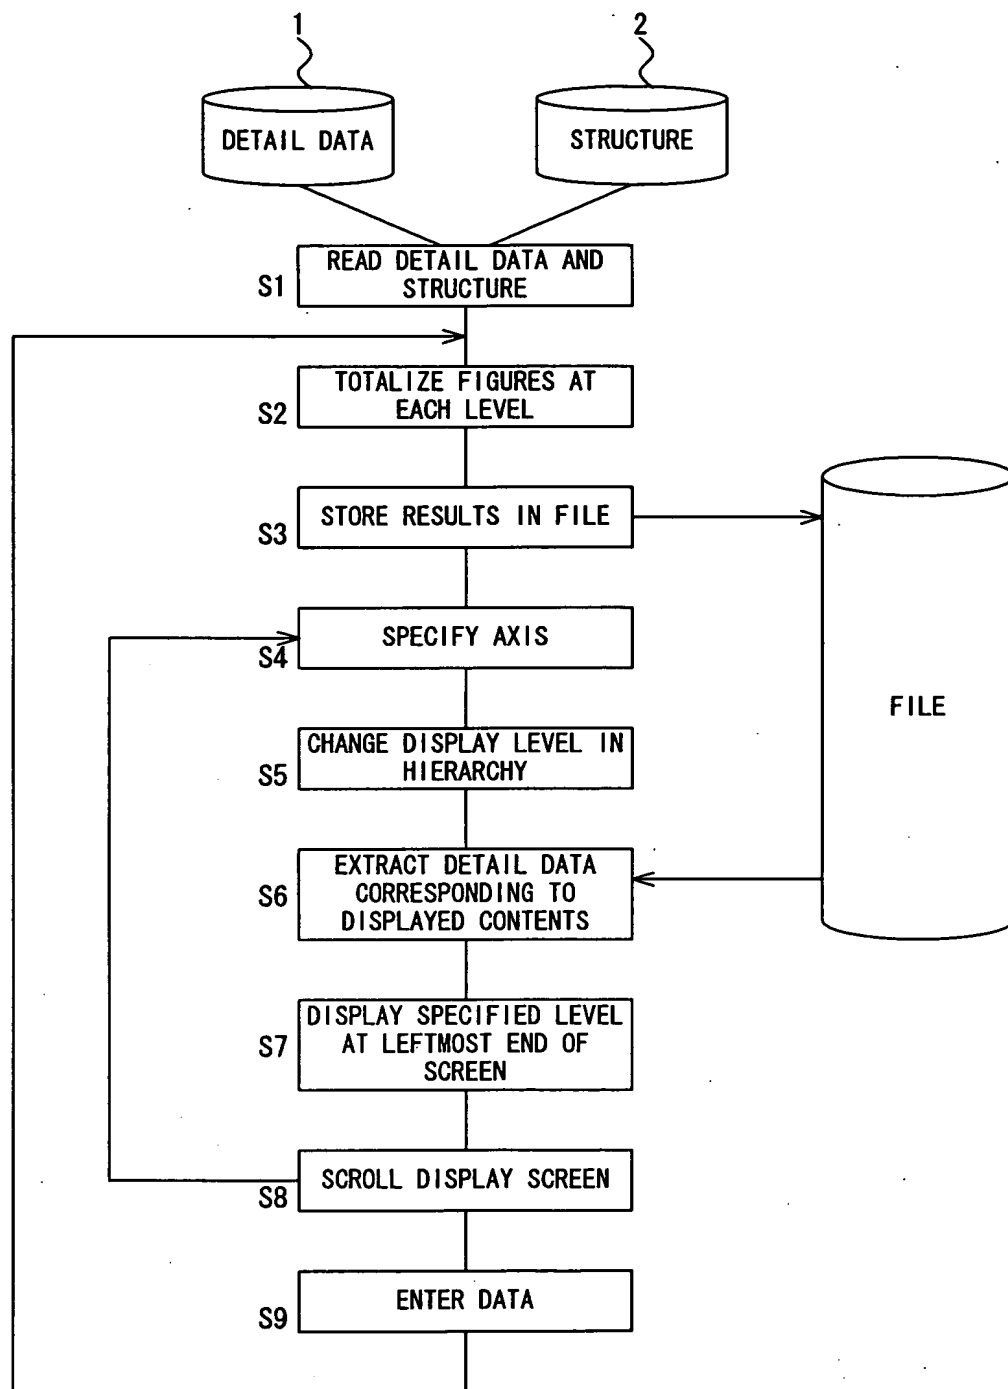 1
2
DETAIL DATA
STRUCTURE
READ DETAIL DATA AND
STRUCTURE
S1
TOTALIZE FIGURES AT
EACH LEVEL
S2
STORE RESULTS IN FILE
S3
SPECIFY AXIS
S4
FILE
CHANGE DISPLAY LEVEL IN
HIERARCHY
S5
EXTRACT DETAIL DATA
CORRESPONDING TO
DISPLAYED CONTENTS
S6
DISPLAY SPECIFIED LEVEL
AT LEFTMOST END OF
SCREEN
S7
SCROLL DISPLAY SCREEN
S8
ENTER DATA
S9